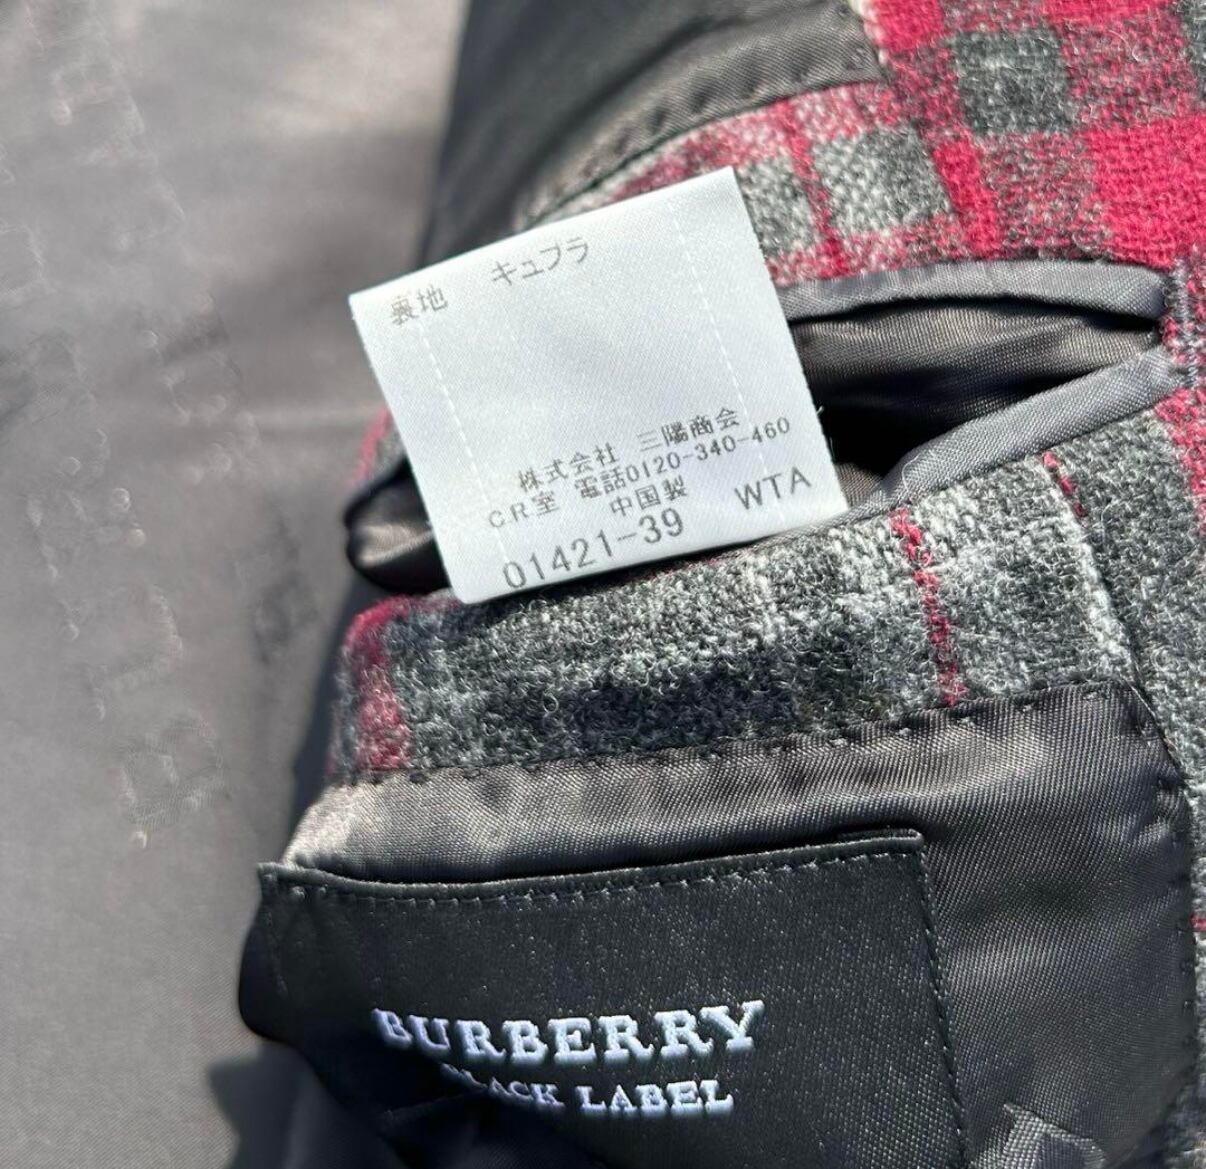 裏地 キュプラ
株式会社 三陽商会
C.R室 電話0120-340-460
中国製
01421-39 WTA
BURBERRY
BLACK LABEL